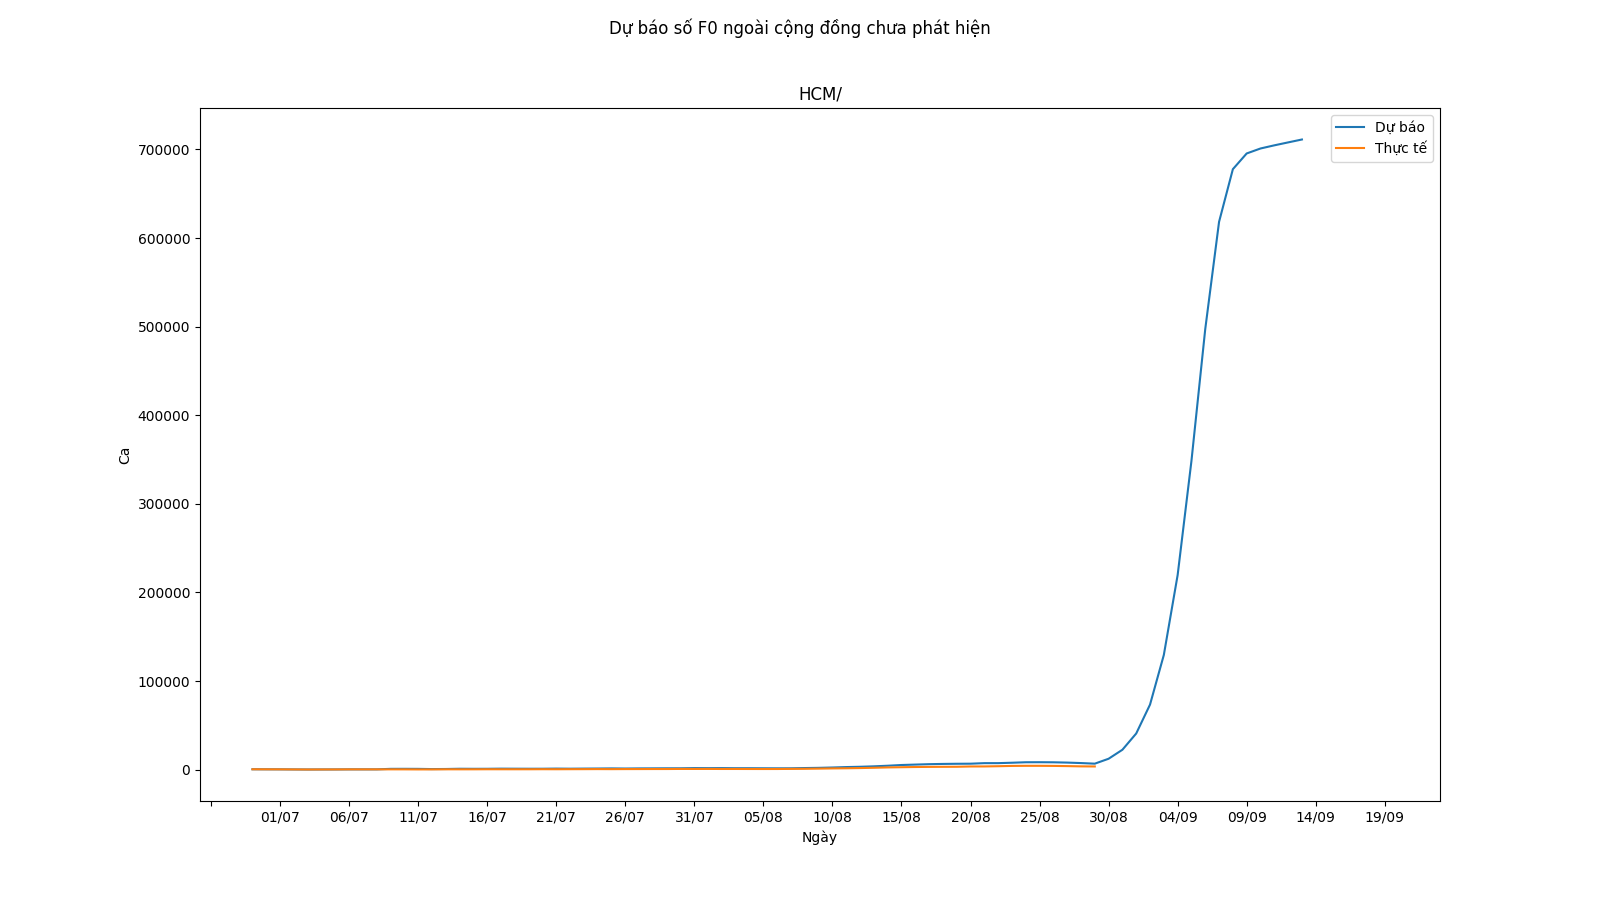 Dự báo số F0 ngoài cộng đồng chưa phát hiện
HCM/
Dự báo
Thực tế
700000
600000
500000
400000
300000
200000
100000
0
Ca
01/07 06/07 11/07 16/07 21/07 26/07 31/07 05/08 10/08 15/08 20/08 25/08 30/08 04/09 09/09 14/09 19/09
Ngày